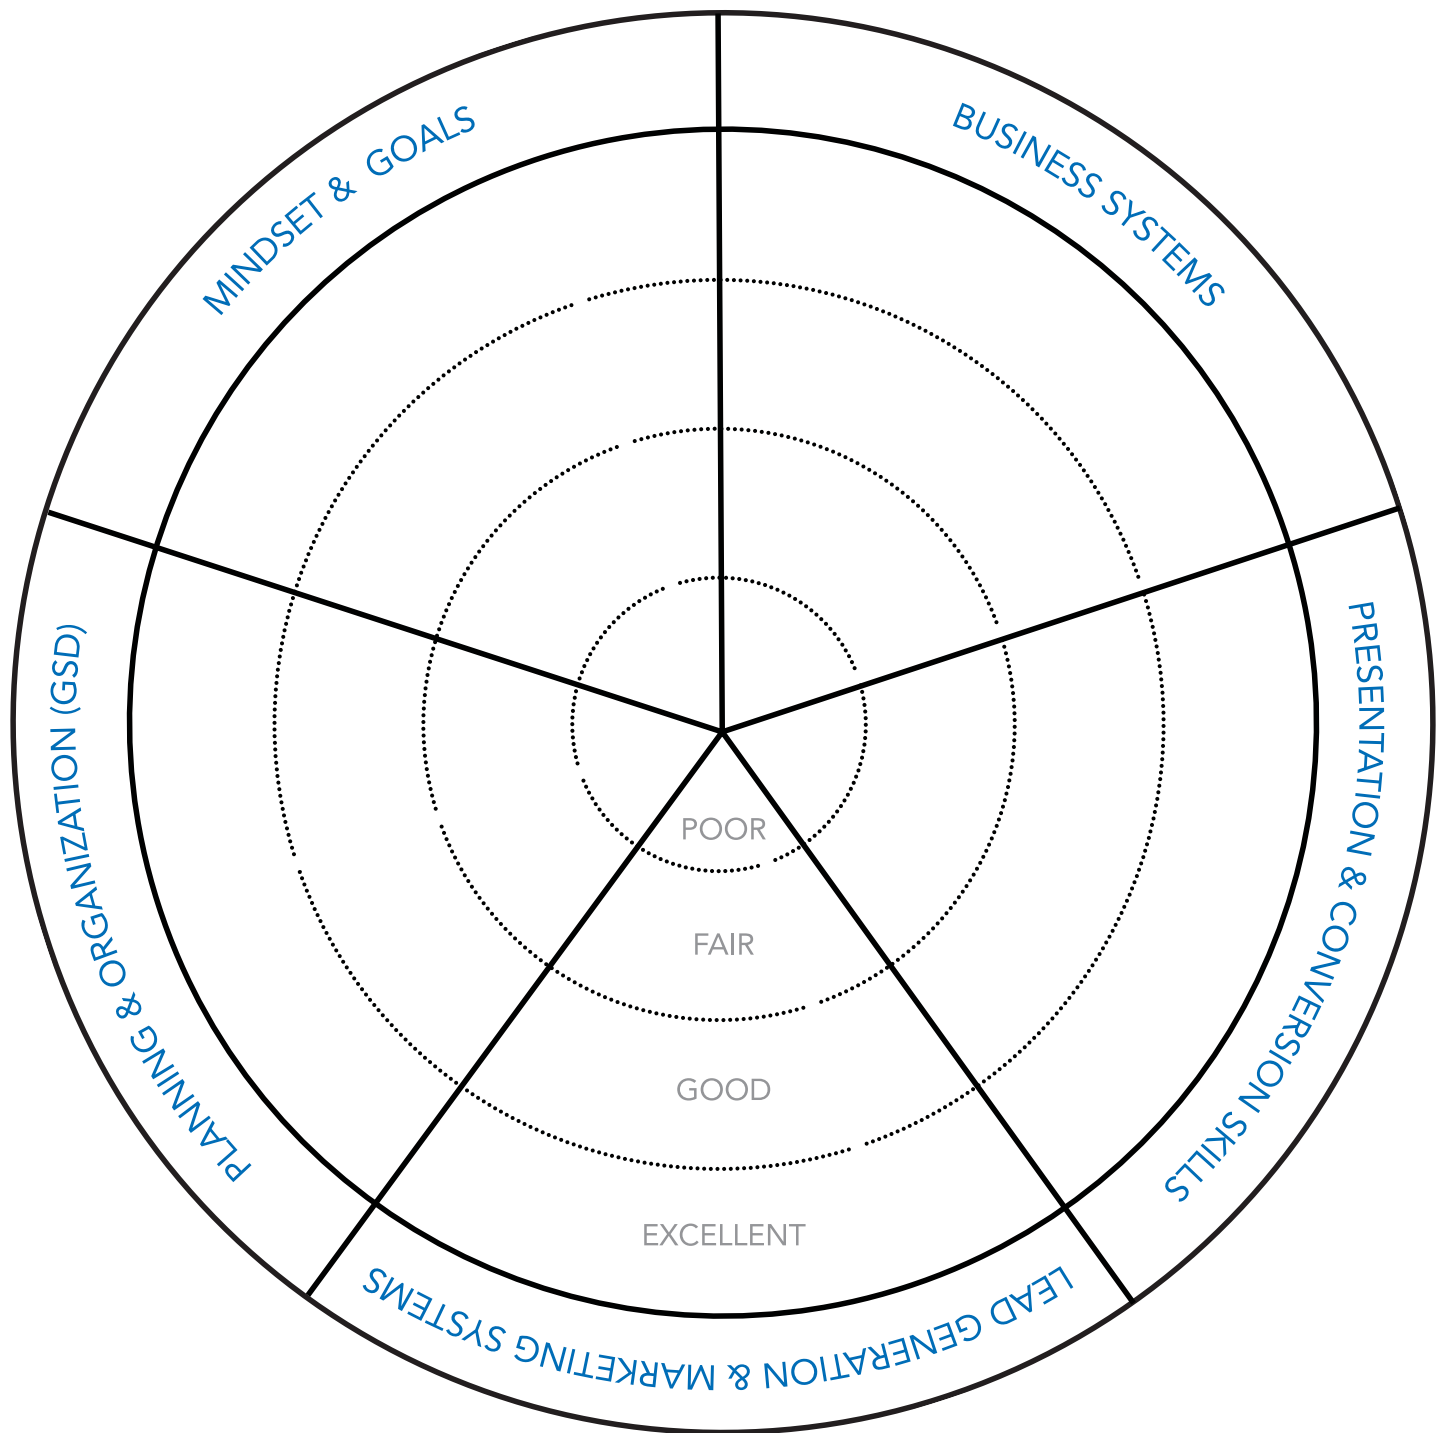 MINDSET & GOALS
BUSINESS SYSTEMS
PRESENTATION & CONVERSION SKILLS
LEAD GENERATION & MARKETING SYSTEMS
PLANNING & ORGANIZATION (GSD)
POOR
FAIR
GOOD
EXCELLENT